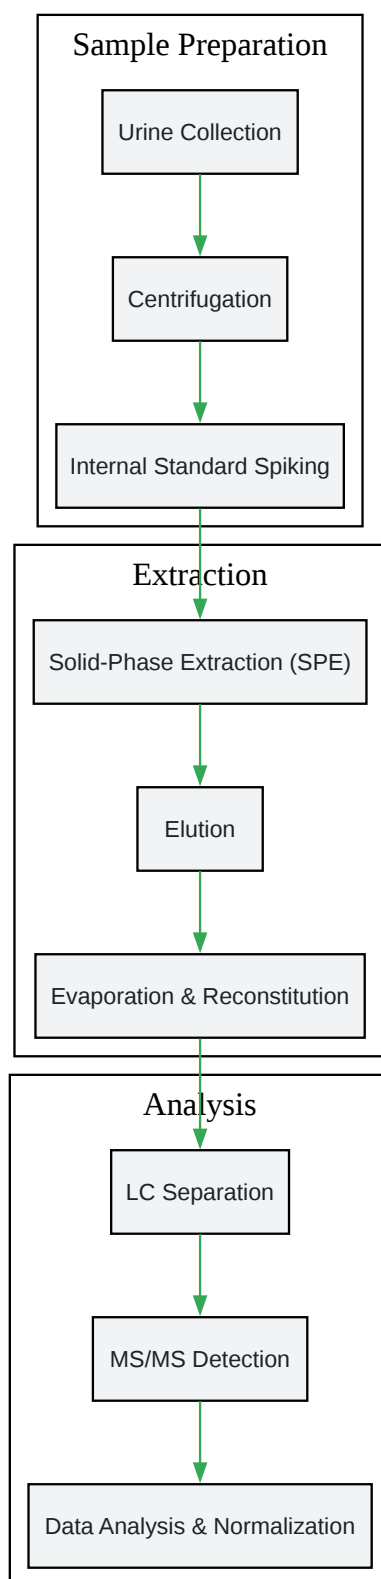 Sample Preparation
Urine Collection
Centrifugation
Internal Standard Spiking
Extraction
Solid-Phase Extraction (SPE)
Elution
Evaporation & Reconstitution
Analysis
LC Separation
MS/MS Detection
Data Analysis & Normalization